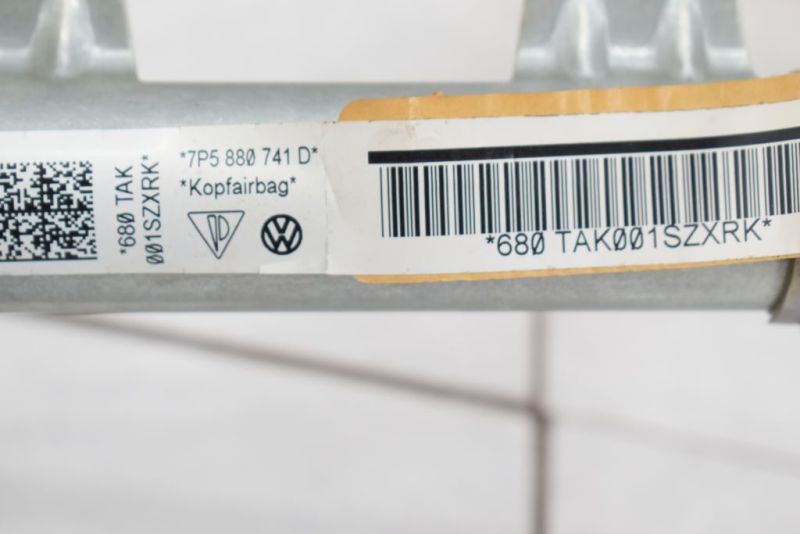 *680 TAK
001SZXRK*
*7P5 880 741 D*
*Kopfairbag*
*680 TAK001SZXRK*